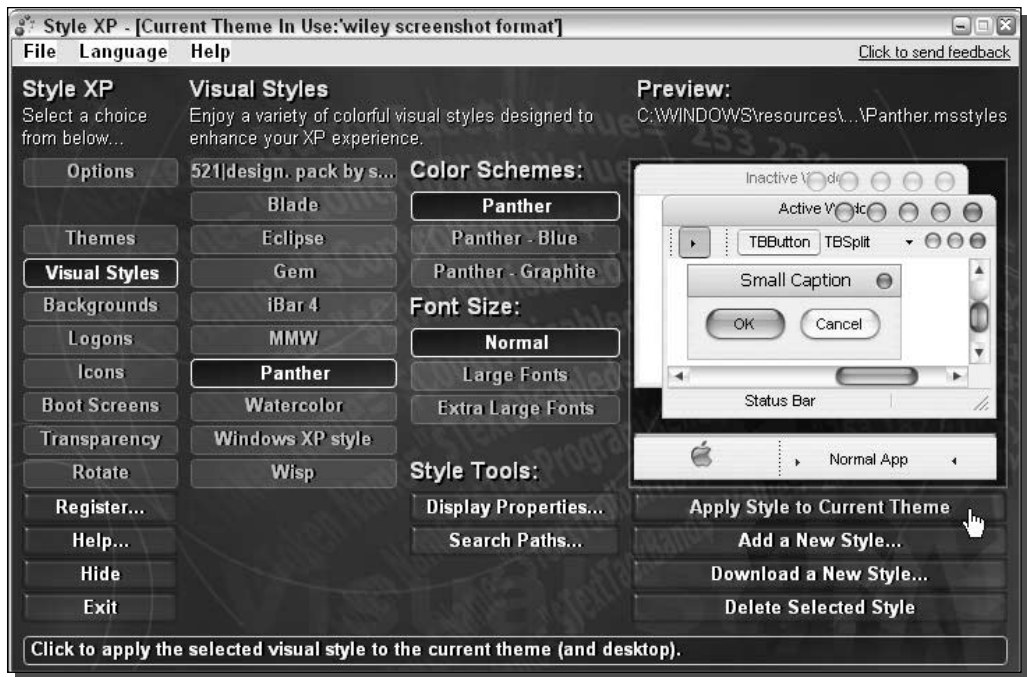 Style XP - [Current Theme In Use:'wiley screenshot format']
File Language Help
Click to send feedback
Style XP
Select a choice
from below...
Options
Themes
Visual Styles
Backgrounds
Logons
Icons
Boot Screens
Transparency
Rotate
Register...
Help...
Hide
Exit
Visual Styles
Enjoy a variety of colorful visual styles designed to
enhance your XP experience.
521|design. pack by s...
Blade
Eclipse
Gem
iBar 4
MMW
Panther
Watercolor
Windows XP style
Wisp
Color Schemes:
Panther
Panther - Blue
Panther - Graphite
Font Size:
Normal
Large Fonts
Extra Large Fonts
Style Tools:
Display Properties...
Search Paths...
Preview:
C:\WINDOWS\resources\...\Panther.msstyles
Inactive
Active
TBButton TBSplit
Small Caption
OK Cancel
Status Bar
Normal App
Apply Style to Current Theme
Add a New Style...
Download a New Style...
Delete Selected Style
Click to apply the selected visual style to the current theme (and desktop).